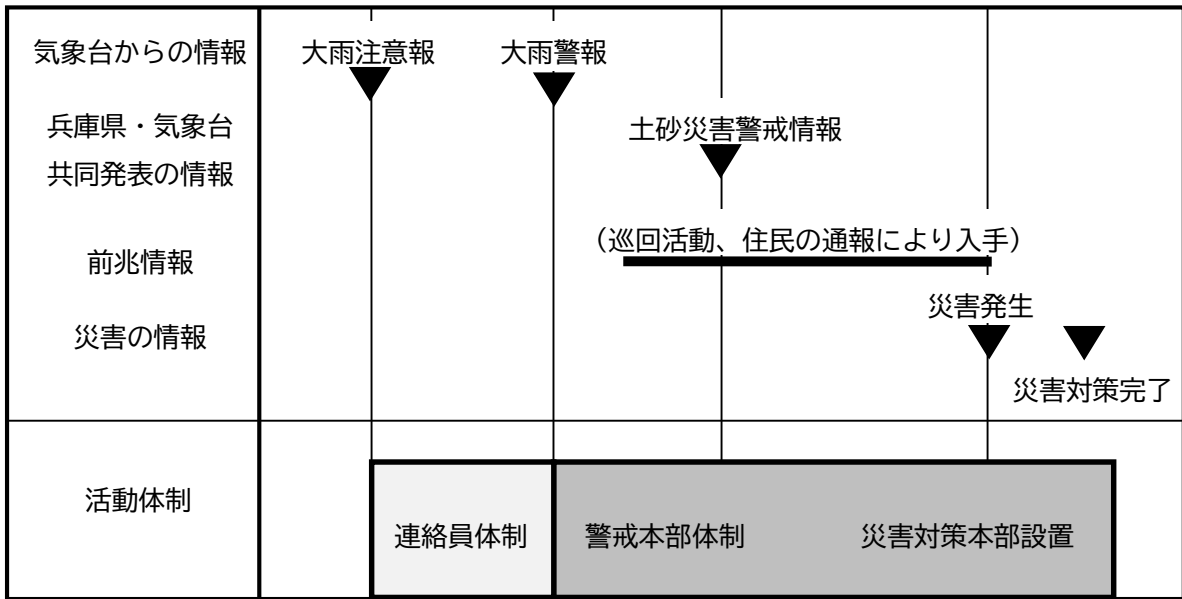 気象台からの情報
大雨注意報
大雨警報
兵庫県・気象台
共同発表の情報
土砂災害警戒情報
前兆情報
（巡回活動、住民の通報により入手）
災害の情報
災害発生
災害対策完了
活動体制
連絡員体制
警戒本部体制
災害対策本部設置